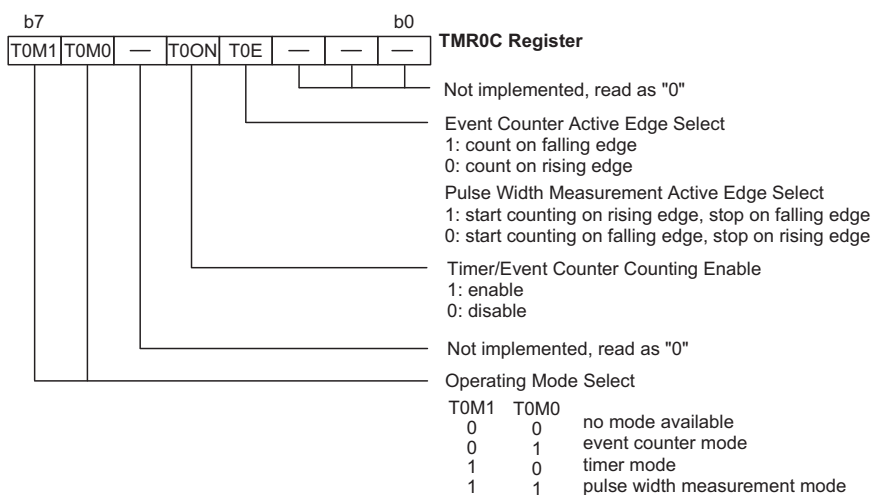 b7 b0
T0M1 T0M0 — T0ON T0E — — — TMR0C Register
Not implemented, read as "0"
Event Counter Active Edge Select
1: count on falling edge
0: count on rising edge
Pulse Width Measurement Active Edge Select
1: start counting on rising edge, stop on falling edge
0: start counting on falling edge, stop on rising edge
Timer/Event Counter Counting Enable
1: enable
0: disable
Not implemented, read as "0"
Operating Mode Select
T0M1 T0M0
0 0 no mode available
0 1 event counter mode
1 0 timer mode
1 1 pulse width measurement mode